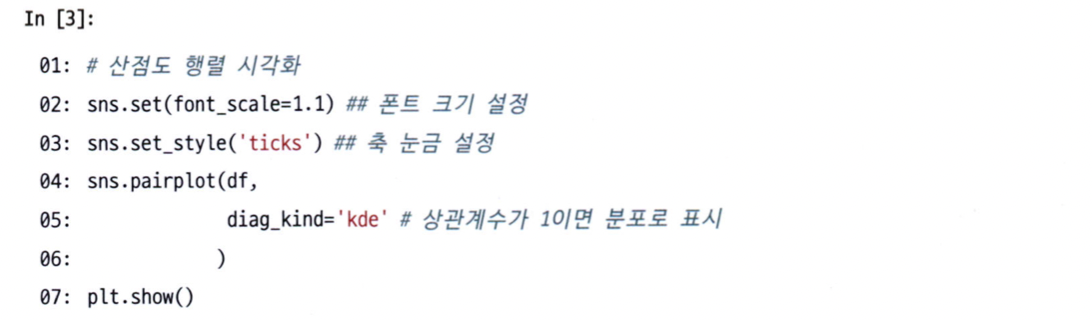 In [3]:
01: # 산점도 행렬 시각화
02: sns.set(font_scale=1.1) ## 폰트 크기 설정
03: sns.set_style('ticks') ## 축 눈금 설정
04: sns.pairplot(df,
05:              diag_kind='kde' # 상관계수가 1이면 분포로 표시
06:             )
07: plt.show()